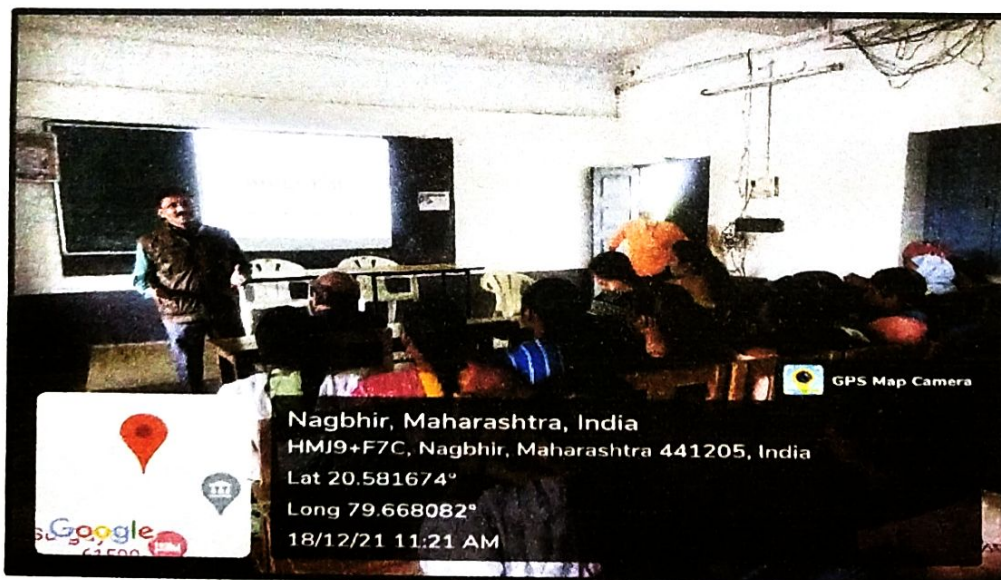 GPS Map Camera
Nagbhir, Maharashtra, India
HMJ9+F7C, Nagbhir, Maharashtra 441205, India
Lat 20.581674°
Long 79.668082°
18/12/21 11:21 AM
Google